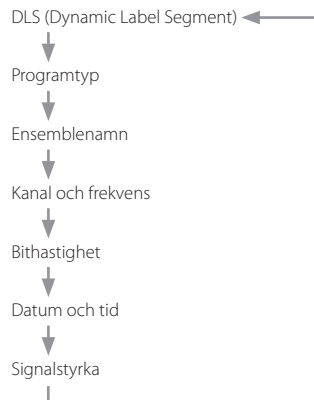 DLS (Dynamic Label Segment)
Programtyp
Ensemblenamn
Kanal och frekvens
Bithastighet
Datum och tid
Signalstyrka